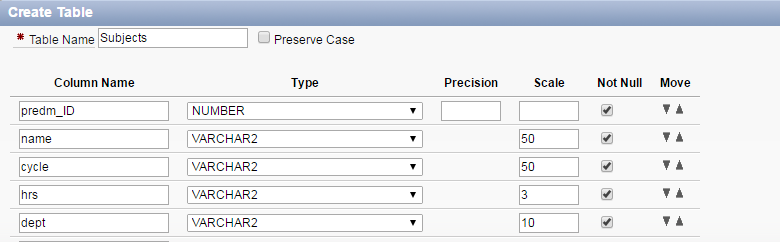 Create Table
* Table Name Subjects Preserve Case
Column Name Type Precision Scale Not Null Move
predm_ID NUMBER
name VARCHAR2 50
cycle VARCHAR2 50
hrs VARCHAR2 3
dept VARCHAR2 10